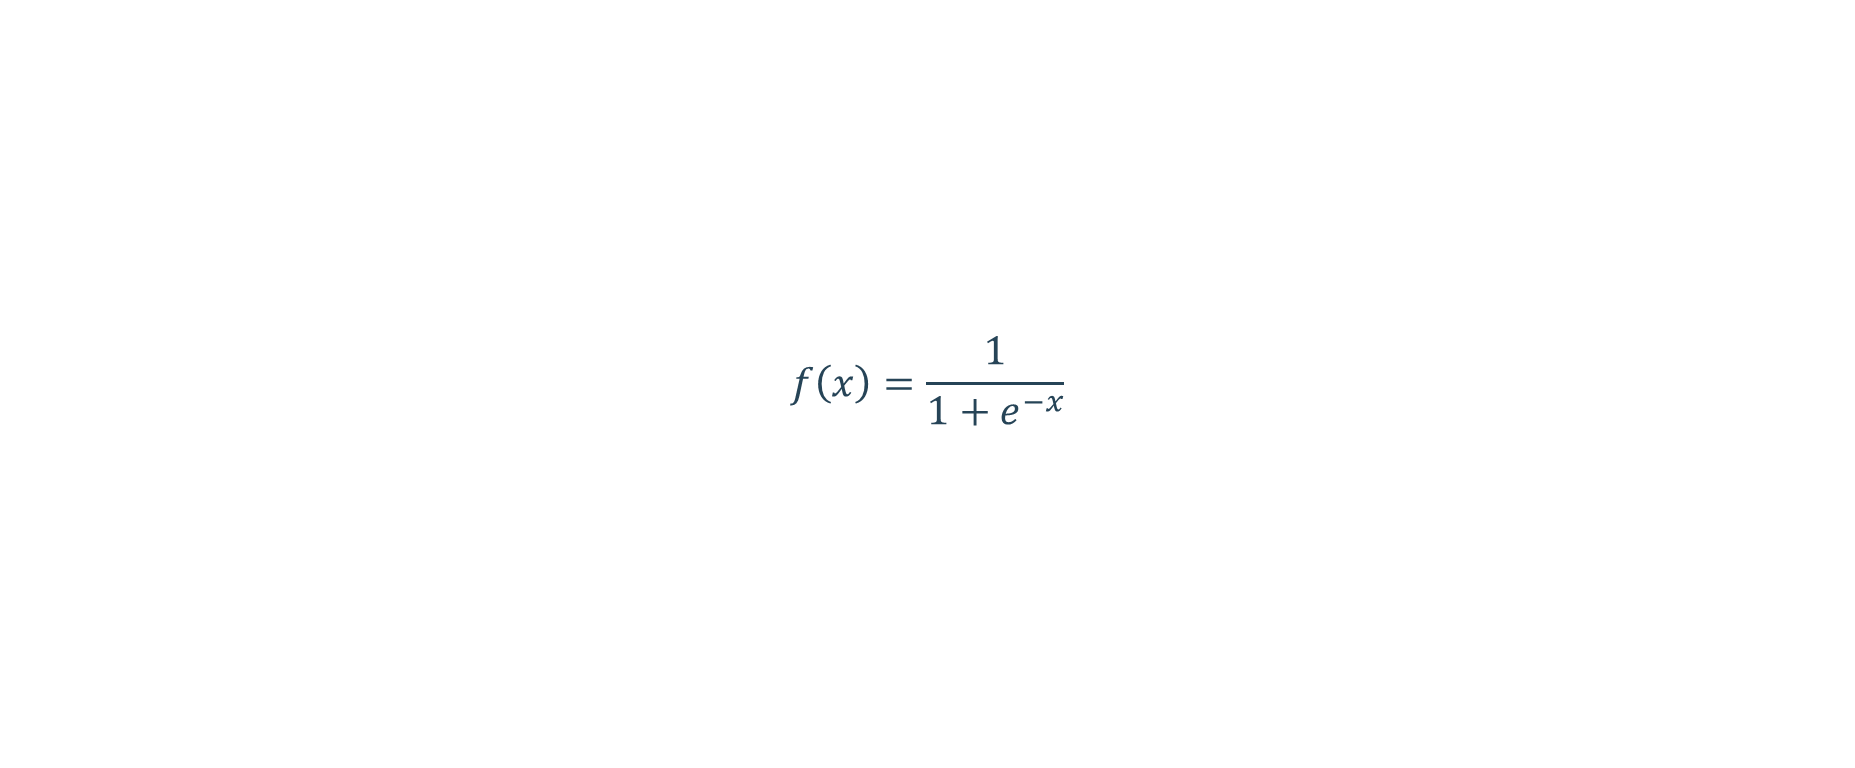 f(x) = 1 / (1 + e^{−x})